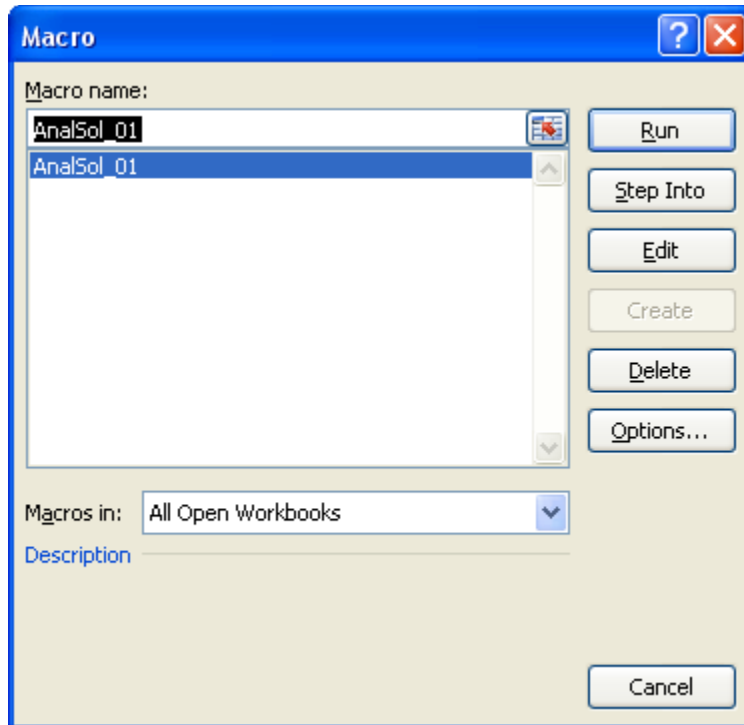 Macro
Macro name:
AnalSol_01
AnalSol_01
Run
Step Into
Edit
Create
Delete
Options...
Macros in: All Open Workbooks
Description
Cancel